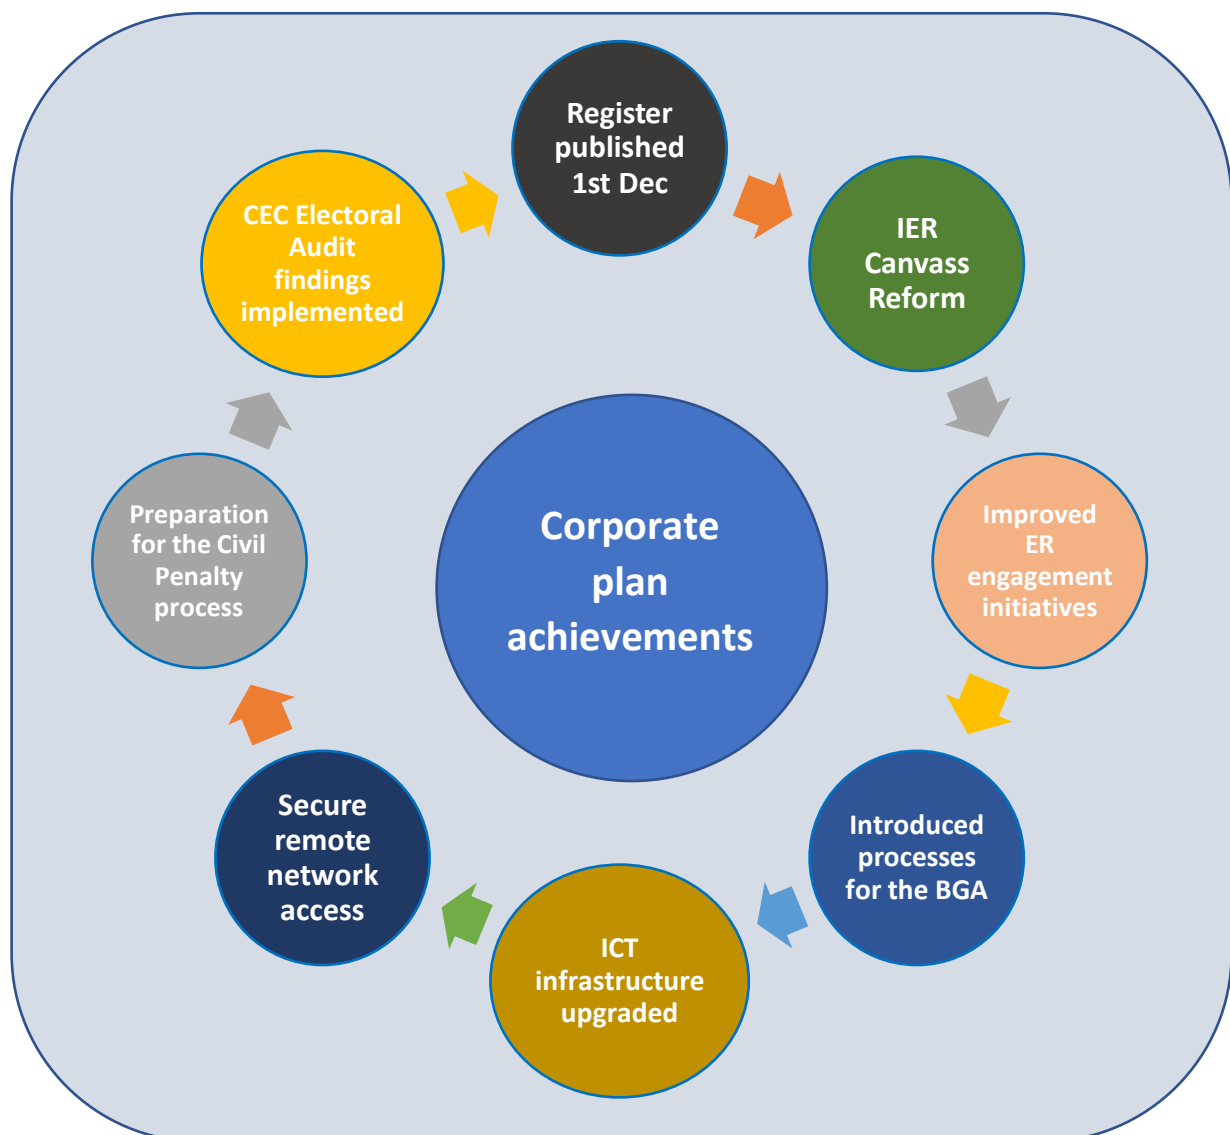 Register
published
1st Dec
IER
Canvass
Reform
Improved
ER
engagement
initiatives
Introduced
processes
for the BGA
ICT
infrastructure
upgraded
Secure
remote
network
access
Preparation
for the Civil
Penalty
process
CEC Electoral
Audit
findings
implemented
Corporate
plan
achievements